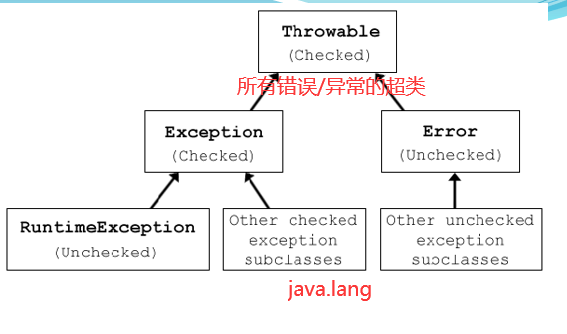 Throwable
(Checked)
所有错误/异常的超类
Exception
(Checked)
Error
(Unchecked)
RuntimeException
(Unchecked)
Other checked
exception
subclasses
Other unchecked
exception
supclasses
java.lang